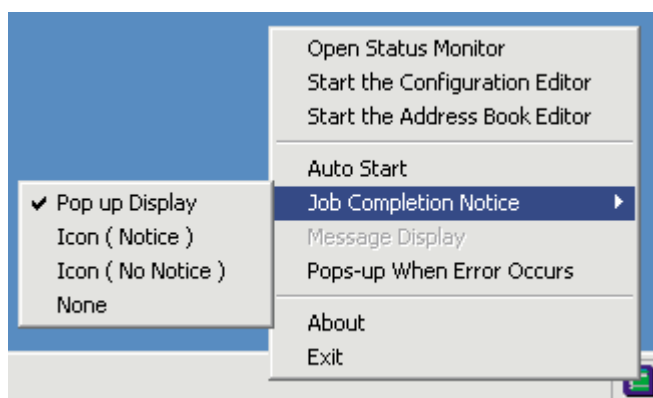 Open Status Monitor
Start the Configuration Editor
Start the Address Book Editor
Auto Start
Job Completion Notice
Message Display
Pops-up When Error Occurs
About
Exit
Pop up Display
Icon ( Notice )
Icon ( No Notice )
None